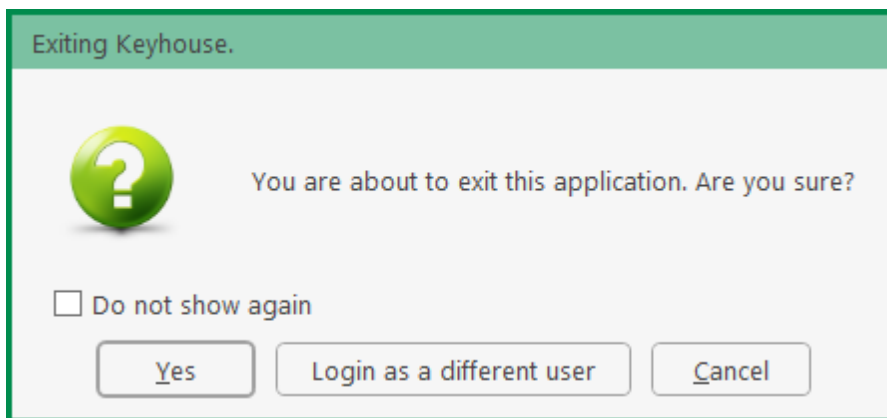 Exiting Keyhouse.
You are about to exit this application. Are you sure?
Do not show again
Yes
Login as a different user
Cancel